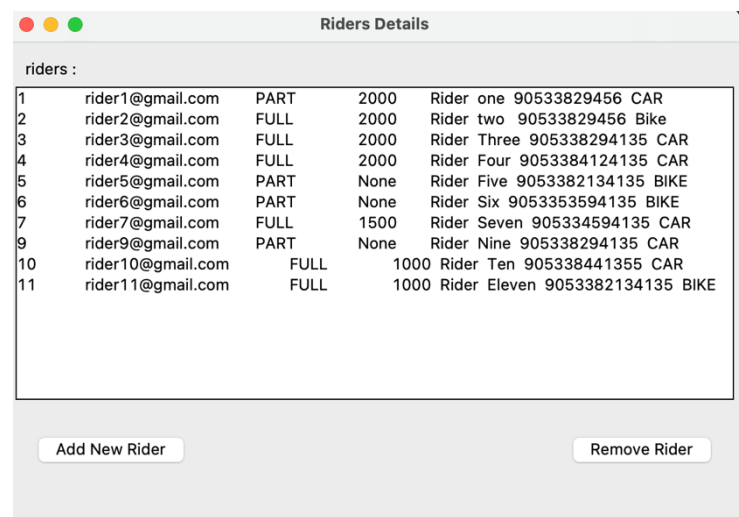 Riders Details
riders :
1 rider1@gmail.com PART 2000 Rider one 90533829456 CAR
2 rider2@gmail.com FULL 2000 Rider two 90533829456 Bike
3 rider3@gmail.com FULL 2000 Rider Three 905338294135 CAR
4 rider4@gmail.com FULL 2000 Rider Four 9053384124135 CAR
5 rider5@gmail.com PART None Rider Five 9053382134135 BIKE
6 rider6@gmail.com PART None Rider Six 9053353594135 BIKE
7 rider7@gmail.com FULL 1500 Rider Seven 905334594135 CAR
9 rider9@gmail.com PART None Rider Nine 905338294135 CAR
10 rider10@gmail.com FULL 1000 Rider Ten 905338441355 CAR
11 rider11@gmail.com FULL 1000 Rider Eleven 9053382134135 BIKE
Add New Rider Remove Rider